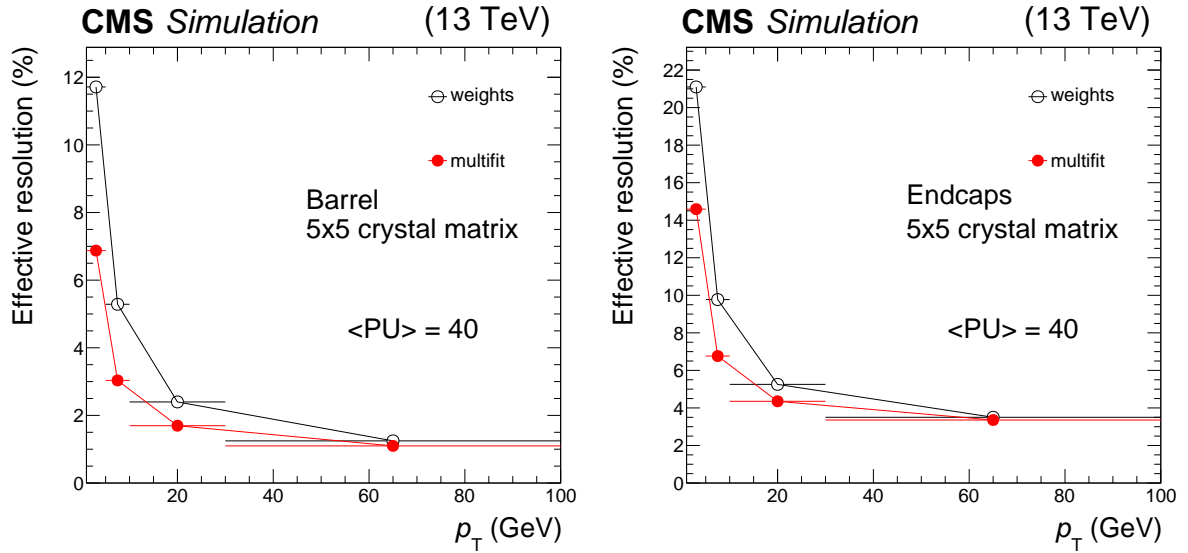 CMS Simulation (13 TeV)
Effective resolution (%)
12
10
8
6
4
2
0
weights
multifit
Barrel
5x5 crystal matrix
<PU> = 40
20 40 60 80 100
pT (GeV)
CMS Simulation (13 TeV)
Effective resolution (%)
22
20
18
16
14
12
10
8
6
4
2
0
weights
multifit
Endcaps
5x5 crystal matrix
<PU> = 40
20 40 60 80 100
pT (GeV)